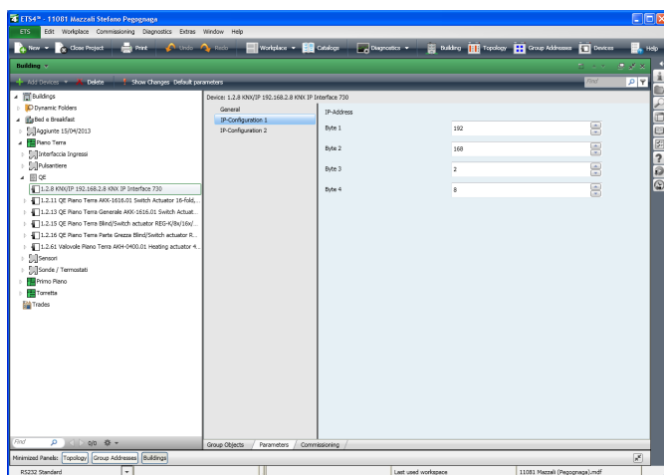 ETS4™ - 11081 Mazzali Stefano Pegognaga
ETS Edit Workplace Commissioning Diagnostics Extras Window Help
New Close Project Print Undo Redo Workplace Catalogs Diagnostics Building Topology Group Addresses Devices Help
Building
Add Devices Delete Show Changes Default parameters Find
Buildings
Dynamic Folders
Bed e Breakfast
Aggiunte 15/04/2013
Piano Terra
Interfaccia Ingressi
Pulsantiere
QE
1.2.8 KNX/IP 192.168.2.8 KNX IP Interface 730
1.2.11 QE Piano Terra AKK-1616.01 Switch Actuator 16-fold,...
1.2.13 QE Piano Terra Generale AKK-1616.01 Switch Actuat...
1.2.15 QE Piano Terra Blind/Switch actuator REG-K/8x/16x/...
1.2.16 QE Piano Terra Parte Grezza Blind/Switch actuator R...
1.2.61 Valovole Piano Terra AKH-0400.01 Heating actuator 4...
Sensori
Sonde / Termostati
Primo Piano
Torretta
Trades
Device: 1.2.8 KNX/IP 192.168.2.8 KNX IP Interface 730
General
IP-Configuration 1
IP-Configuration 2
IP-Address
Byte 1 192
Byte 2 168
Byte 3 2
Byte 4 8
Find 0/0
Group Objects Parameters Commissioning
Minimized Panels: Topology Group Addresses Buildings
RS232 Standard Last used workspace 11081 Mazzali (Pegognaga).mdf